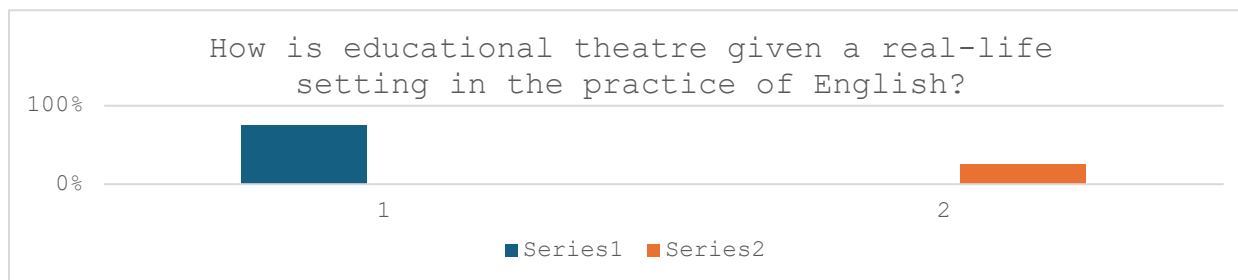 How is educational theatre given a real-life
setting in the practice of English?
100%
0%
1 2
Series1 Series2